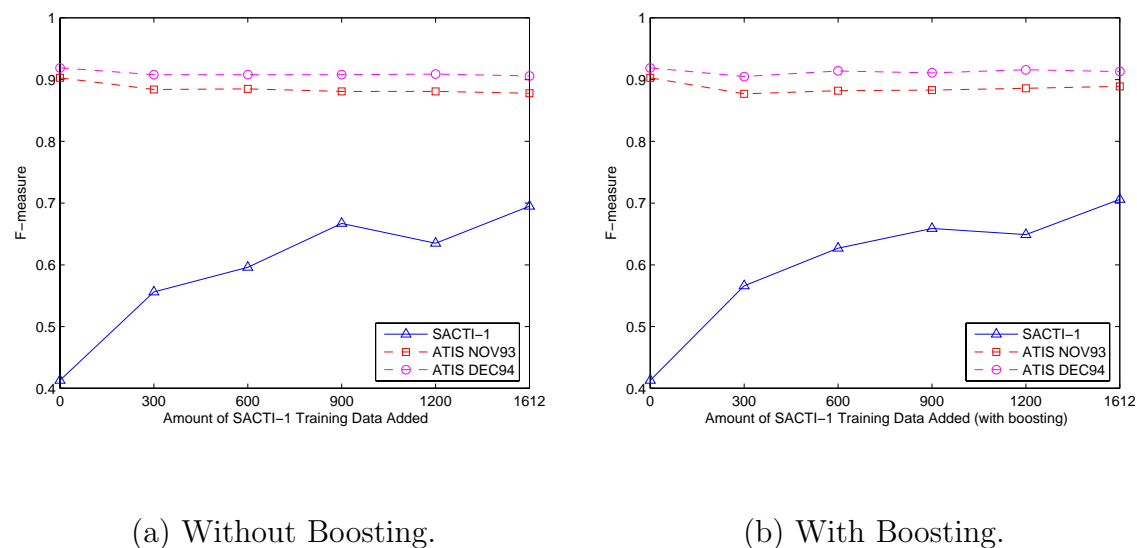 1
0.9
0.8
0.7
0.6
0.5
0.4
F−measure
SACTI−1
ATIS NOV93
ATIS DEC94
0 300 600 900 1200 1612
Amount of SACTI−1 Training Data Added
(a) Without Boosting.
1
0.9
0.8
0.7
0.6
0.5
0.4
F−measure
SACTI−1
ATIS NOV93
ATIS DEC94
0 300 600 900 1200 1612
Amount of SACTI−1 Training Data Added (with boosting)
(b) With Boosting.